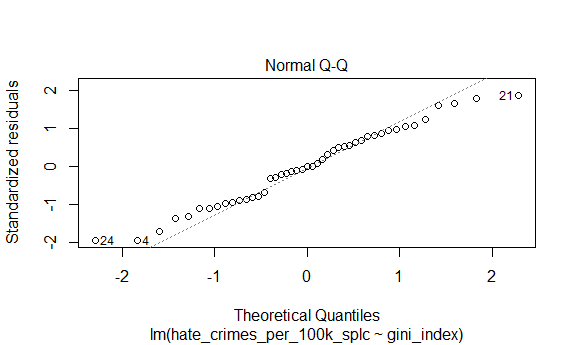 Normal Q-Q
Standardized residuals
2
1
0
-1
-2
21
24
4
-2 -1 0 1 2
Theoretical Quantiles
lm(hate_crimes_per_100k_splc ~ gini_index)